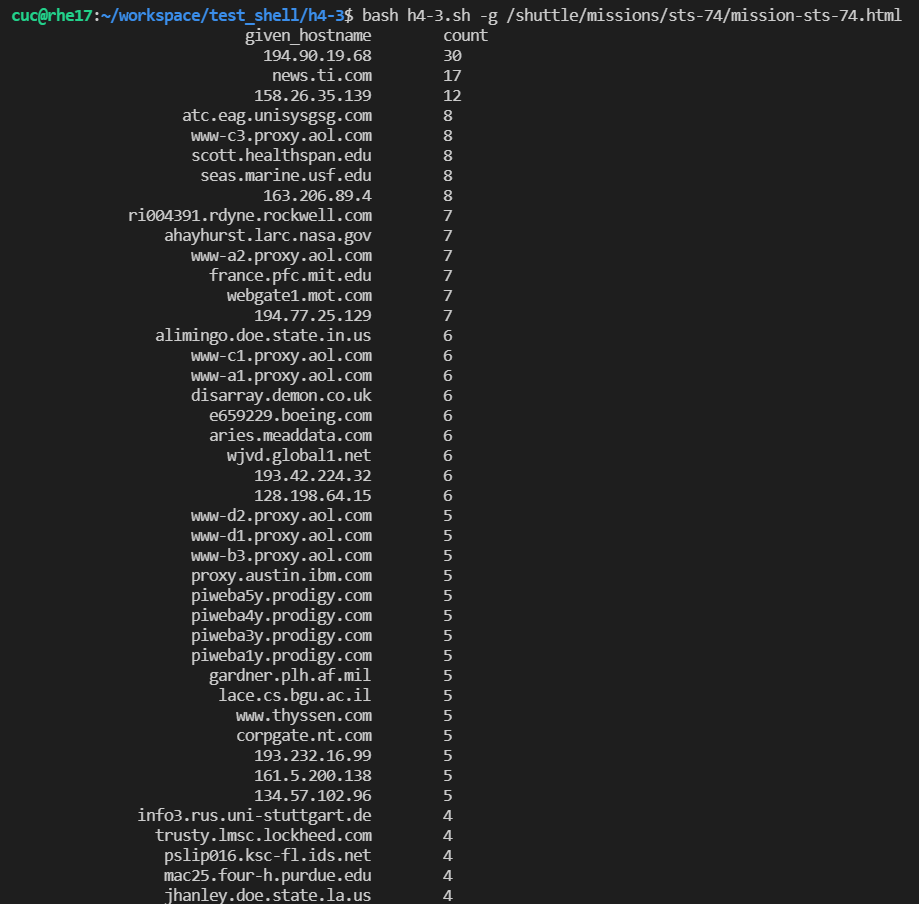 cuc@rhe17:~/workspace/test_shell/h4-3$ bash h4-3.sh -g /shuttle/missions/sts-74/mission-sts-74.html
given_hostname count
194.90.19.68 30
news.ti.com 17
158.26.35.139 12
atc.eag.unisysgsg.com 8
www-c3.proxy.aol.com 8
scott.healthspan.edu 8
seas.marine.usf.edu 8
163.206.89.4 8
ri004391.rdyne.rockwell.com 7
ahayhurst.larc.nasa.gov 7
www-a2.proxy.aol.com 7
france.pfc.mit.edu 7
webgate1.mot.com 7
194.77.25.129 7
alimingo.doe.state.in.us 6
www-c1.proxy.aol.com 6
www-a1.proxy.aol.com 6
disarray.demon.co.uk 6
e659229.boeing.com 6
aries.meaddata.com 6
wjvd.global1.net 6
193.42.224.32 6
128.198.64.15 6
www-d2.proxy.aol.com 5
www-d1.proxy.aol.com 5
www-b3.proxy.aol.com 5
proxy.austin.ibm.com 5
piweba5y.prodigy.com 5
piweba4y.prodigy.com 5
piweba3y.prodigy.com 5
piweba1y.prodigy.com 5
gardner.plh.af.mil 5
lace.cs.bgu.ac.il 5
www.thyssen.com 5
corpgate.nt.com 5
193.232.16.99 5
161.5.200.138 5
134.57.102.96 5
info3.rus.uni-stuttgart.de 4
trusty.lmsc.lockheed.com 4
pslip016.ksc-fl.ids.net 4
mac25.four-h.purdue.edu 4
jhanley.doe.state.la.us 4